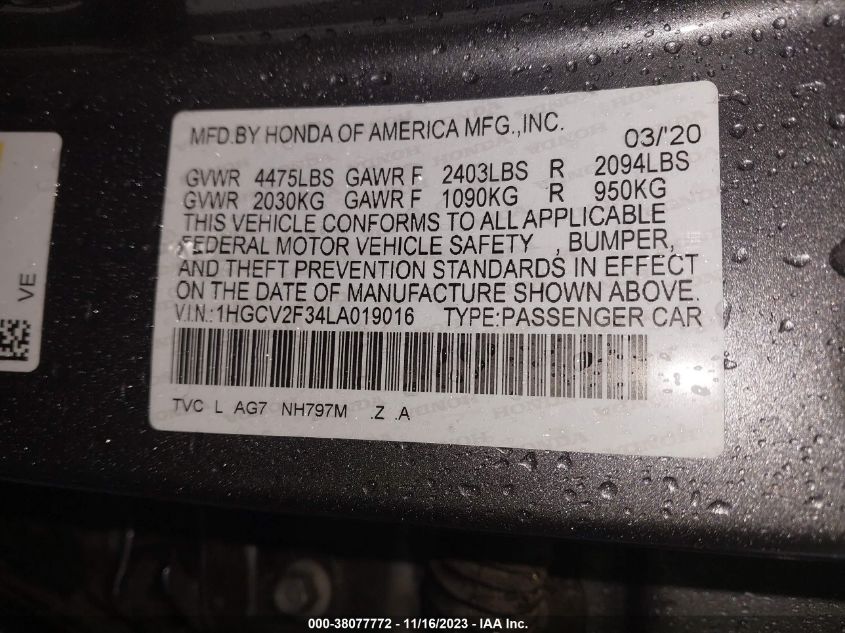 MFD.BY HONDA OF AMERICA MFG.,INC. 03/'20
GVWR 4475LBS GAWR F 2403LBS R 2094LBS
GVWR 2030KG GAWR F 1090KG R 950KG
THIS VEHICLE CONFORMS TO ALL APPLICABLE
FEDERAL MOTOR VEHICLE SAFETY , BUMPER,
AND THEFT PREVENTION STANDARDS IN EFFECT
ON THE DATE OF MANUFACTURE SHOWN ABOVE.
V.I.N.:1HGCV2F34LA019016 TYPE:PASSENGER CAR
TVC L AG7 NH797M .Z .A
VE
000-38077772 - 11/16/2023 - IAA Inc.